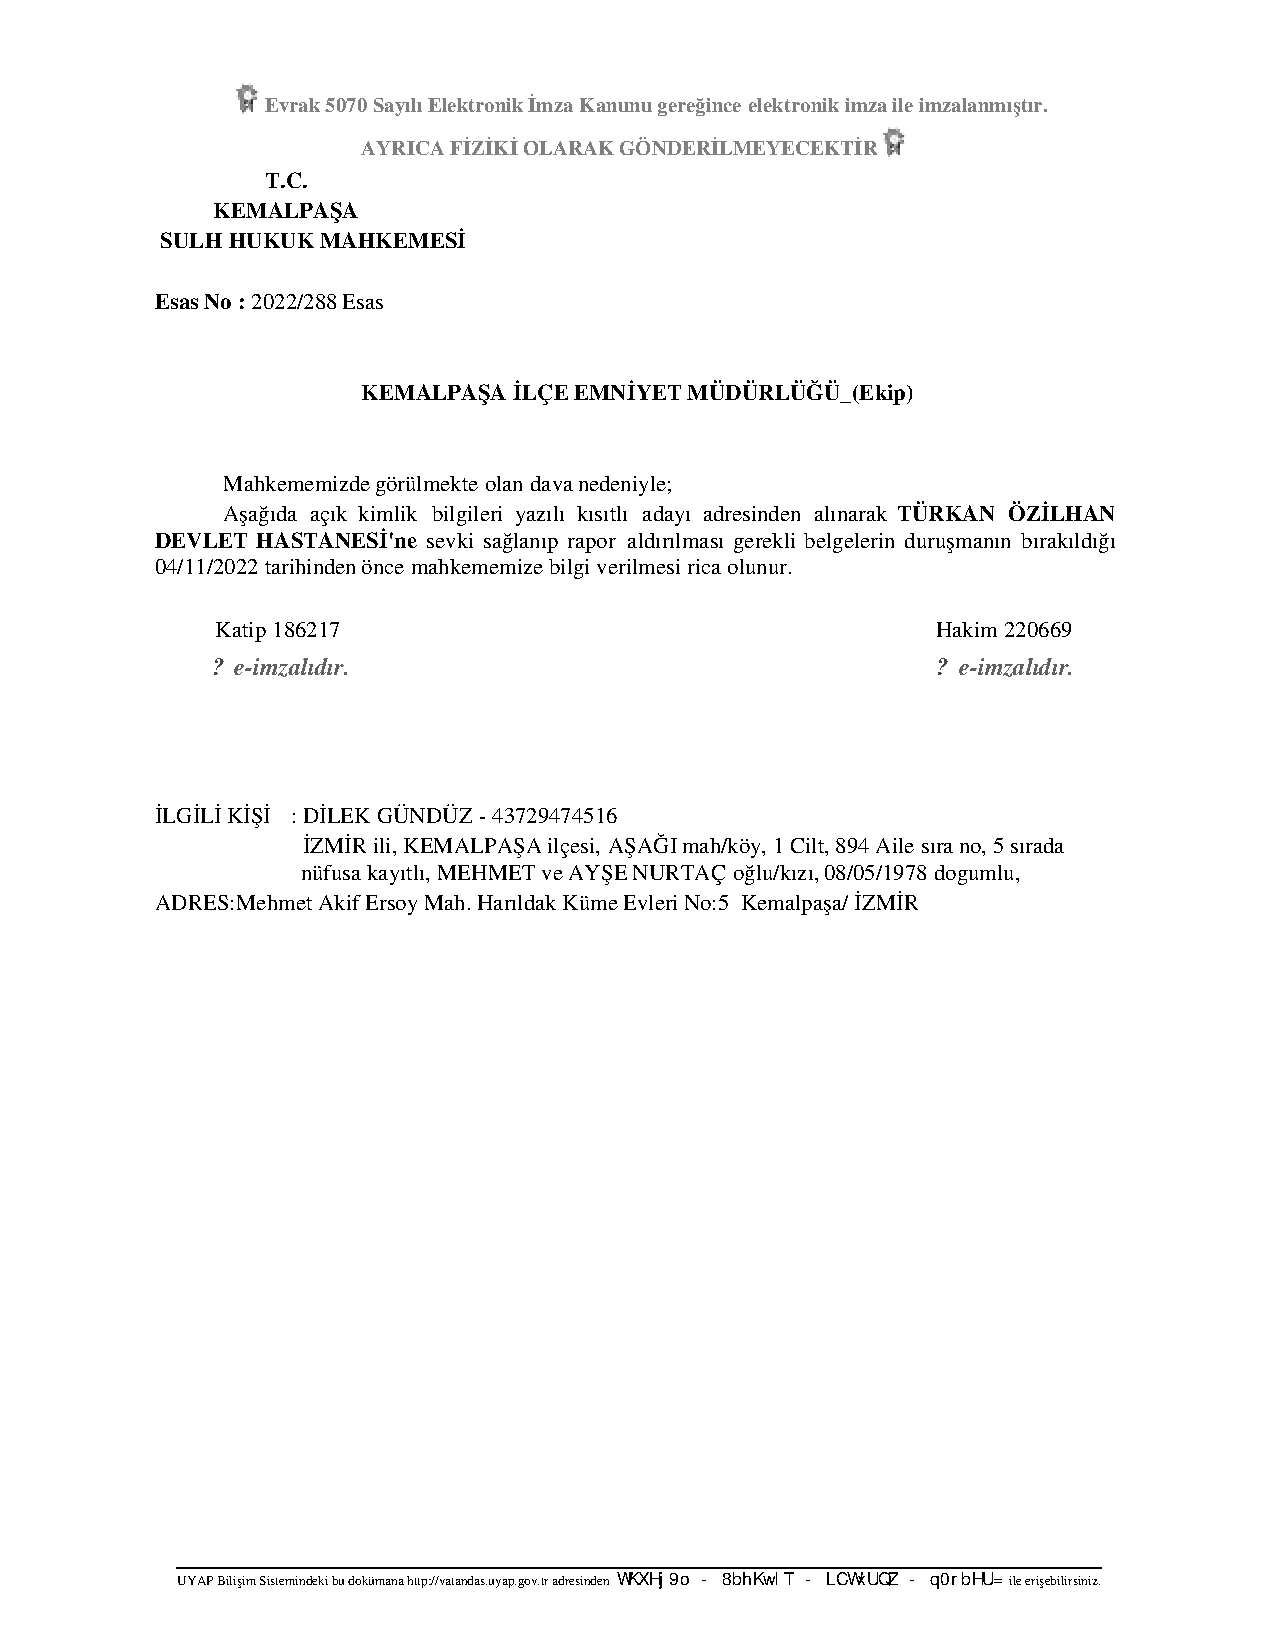 Evrak 5070 Sayılı Elektronik İmza Kanunu gereğince elektronik imza ile imzalanmıştır.
AYRICA FİZİKİ OLARAK GÖNDERİLMEYECEKTİR
T.C.
KEMALPAŞA
SULH HUKUK MAHKEMESİ
Esas No : 2022/288 Esas
KEMALPAŞA İLÇE EMNİYET MÜDÜRLÜĞÜ_(Ekip)
Mahkememizde görülmekte olan dava nedeniyle;
Aşağıda açık kimlik bilgileri yazılı kısıtlı adayı adresinden alınarak TÜRKAN ÖZİLHAN
DEVLET HASTANESİ'ne sevki sağlanıp rapor aldırılması gerekli belgelerin duruşmanın bırakıldığı
04/11/2022 tarihinden önce mahkememize bilgi verilmesi rica olunur.
Katip 186217 Hakim 220669
? e-imzalıdır. ? e-imzalıdır.
İLGİLİ KİŞİ : DİLEK GÜNDÜZ - 43729474516
İZMİR ili, KEMALPAŞA ilçesi, AŞAĞI mah/köy, 1 Cilt, 894 Aile sıra no, 5 sırada
nüfusa kayıtlı, MEHMET ve AYŞE NURTAÇ oğlu/kızı, 08/05/1978 dogumlu,
ADRES:Mehmet Akif Ersoy Mah. Harıldak Küme Evleri No:5 Kemalpaşa/ İZMİR
UYAP Bilişim Sistemindeki bu dokümana http://vatandas.uyap.gov.tr adresinden WKXHj9o - 8bhKwIT - LCWxUQZ - q0rbHU= ile erişebilirsiniz.